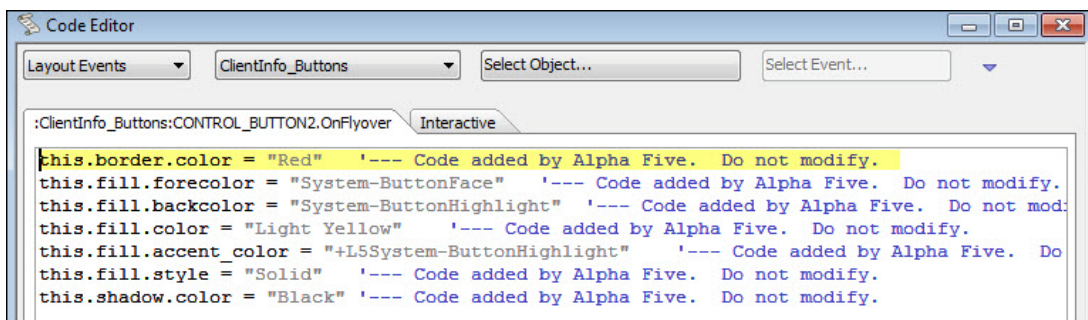 Code Editor
Layout Events ClientInfo_Buttons Select Object... Select Event...
:ClientInfo_Buttons:CONTROL_BUTTON2.OnFlyover Interactive
this.border.color = "Red" '--- Code added by Alpha Five. Do not modify.
this.fill.forecolor = "System-ButtonFace" '--- Code added by Alpha Five. Do not modify.
this.fill.backcolor = "System-ButtonHighlight" '--- Code added by Alpha Five. Do not modi
this.fill.color = "Light Yellow" '--- Code added by Alpha Five. Do not modify.
this.fill.accent_color = "+L5System-ButtonHighlight" '--- Code added by Alpha Five. Do
this.fill.style = "Solid" '--- Code added by Alpha Five. Do not modify.
this.shadow.color = "Black" '--- Code added by Alpha Five. Do not modify.